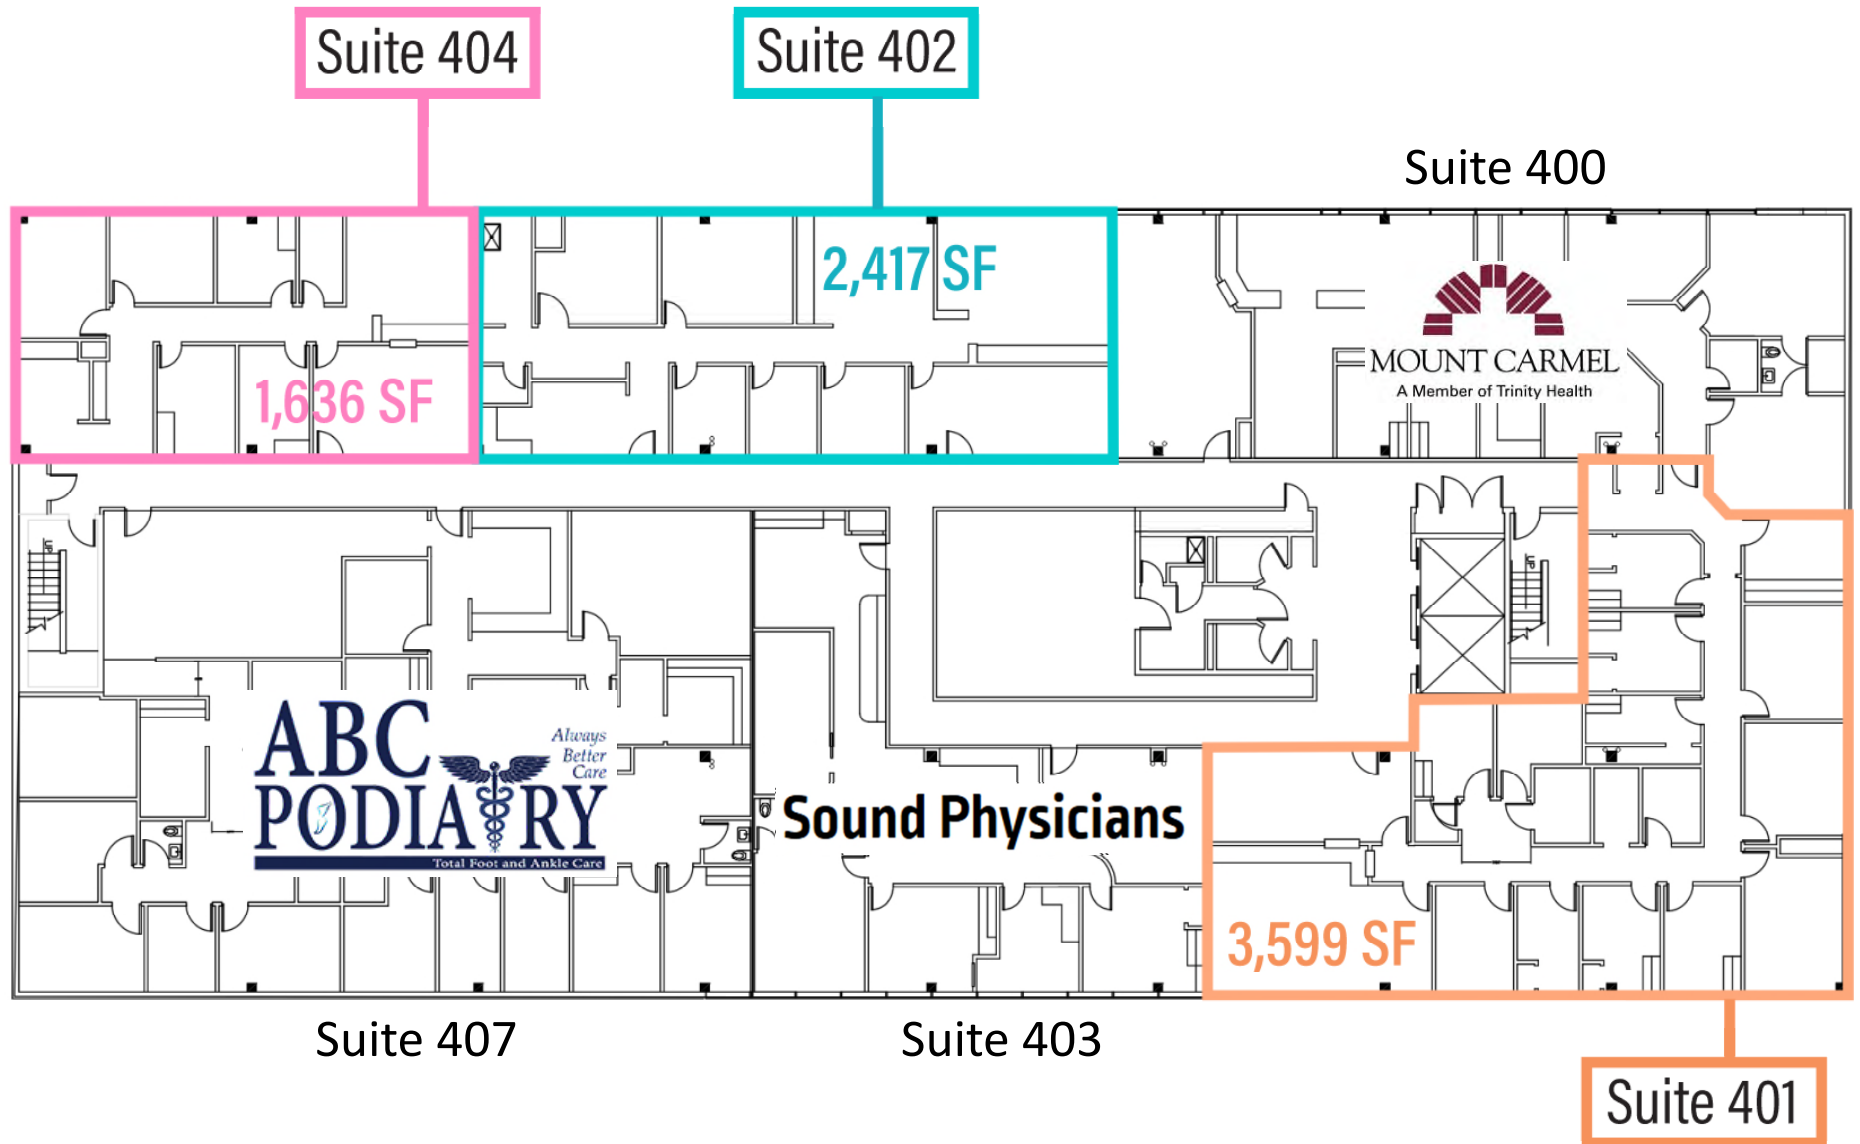 Suite 404
Suite 402
Suite 400
2,417 SF
MOUNT CARMEL
A Member of Trinity Health
1,636 SF
UP
UP
ABC
PODIATRY
Always
Better
Care
Total Foot and Ankle Care
Sound Physicians
3,599 SF
Suite 407
Suite 403
Suite 401